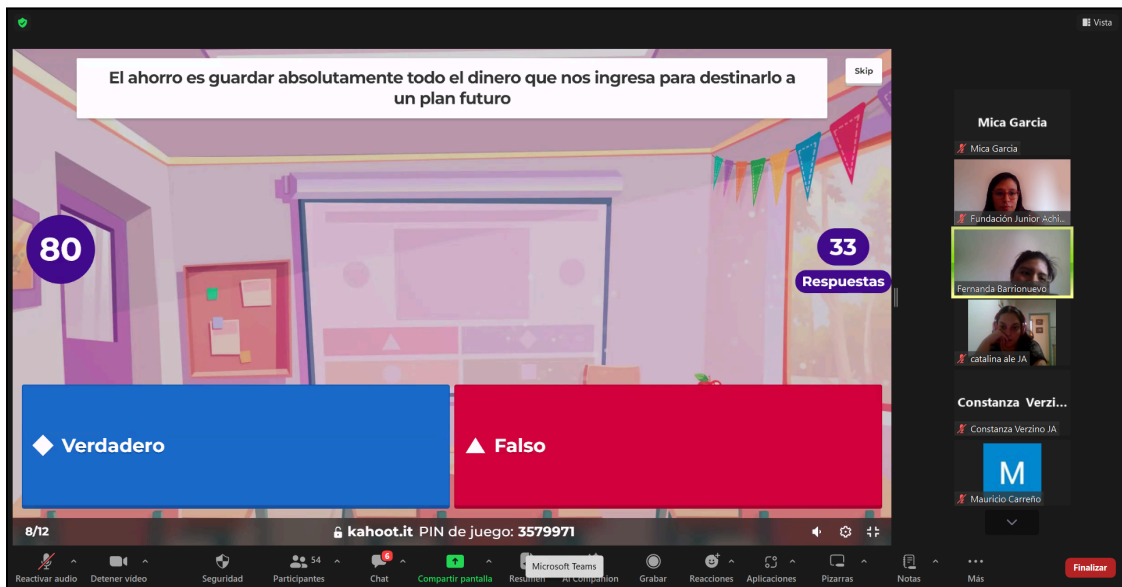 Vista
El ahorro es guardar absolutamente todo el dinero que nos ingresa para destinarlo a
un plan futuro
Skip
80
33
Respuestas
Verdadero
Falso
8/12
kahoot.it PIN de juego: 3579971
Mica Garcia
Mica Garcia
Fundación Junior Achi...
Fernanda Barrionuevo
catalina ale JA
Constanza Verzi...
Constanza Verzino JA
M
Mauricio Carreño
Reactivar audio
Detener video
Seguridad
54
Participantes
6
Chat
Compartir pantalla
Resumen
Microsoft Teams
AI Companion
Grabar
Reacciones
Aplicaciones
Pizarras
Notas
Más
Finalizar